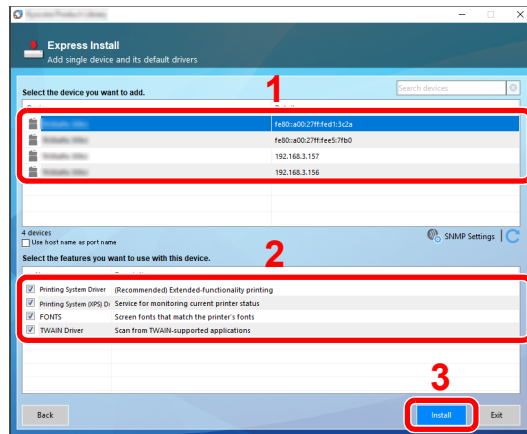 Express Install
Add single device and its default drivers
1
Select the device you want to add.
Search devices
fe80::a00:27ff:fed1:3c2a
fe80::a00:27ff:fee5:7fb0
192.168.3.157
192.168.3.156
4 devices
Use host name as port name
SNMP Settings
2
Select the features you want to use with this device.
Printing System Driver (Recommended) Extended-functionality printing
Printing System (XPS) Dr Service for monitoring current printer status
FONTS Screen fonts that match the printer's fonts
TWAIN Driver Scan from TWAIN-supported applications
3
Back Install Exit